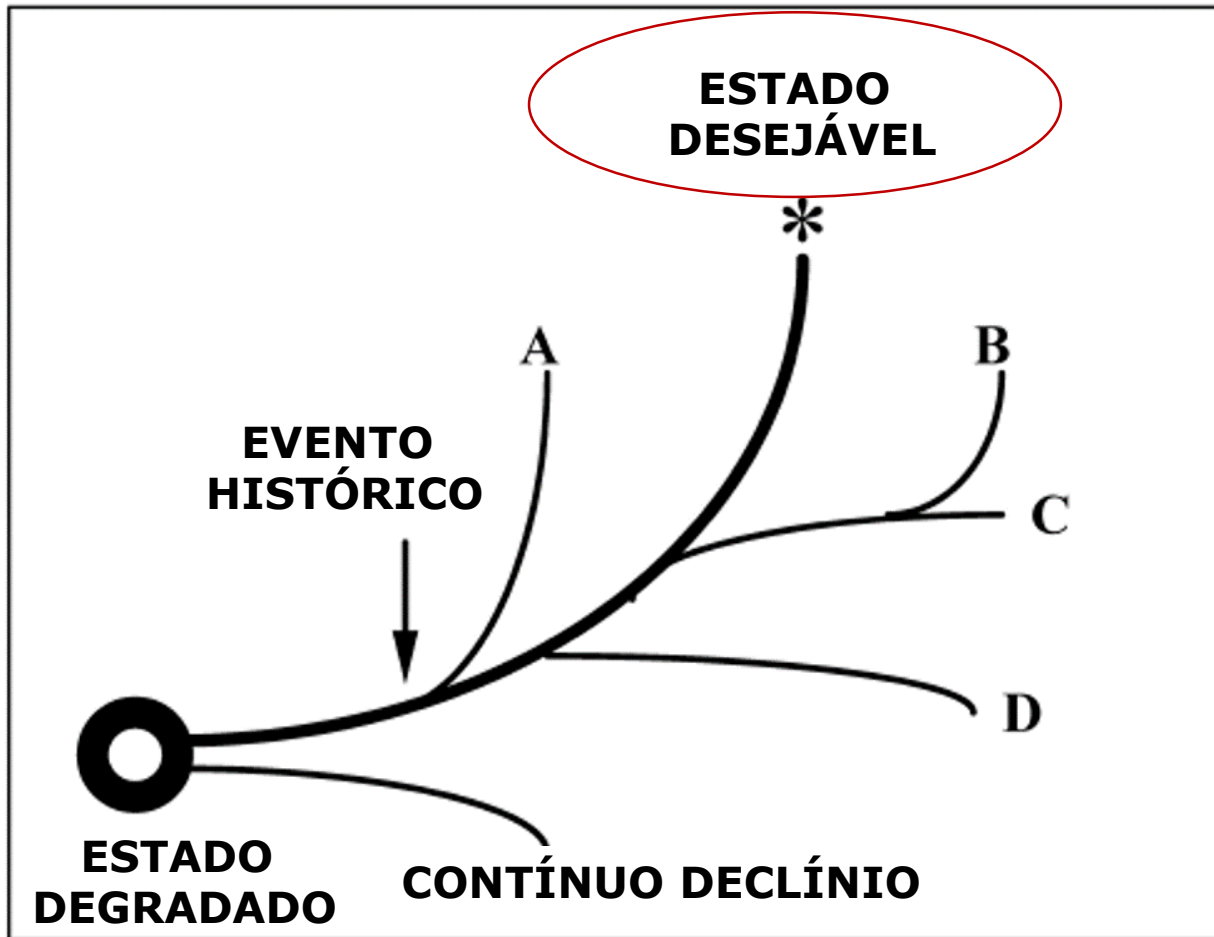 ESTADO
DESEJÁVEL
*
A
B
EVENTO
HISTÓRICO
C
D
ESTADO
DEGRADADO
CONTÍNUO DECLÍNIO